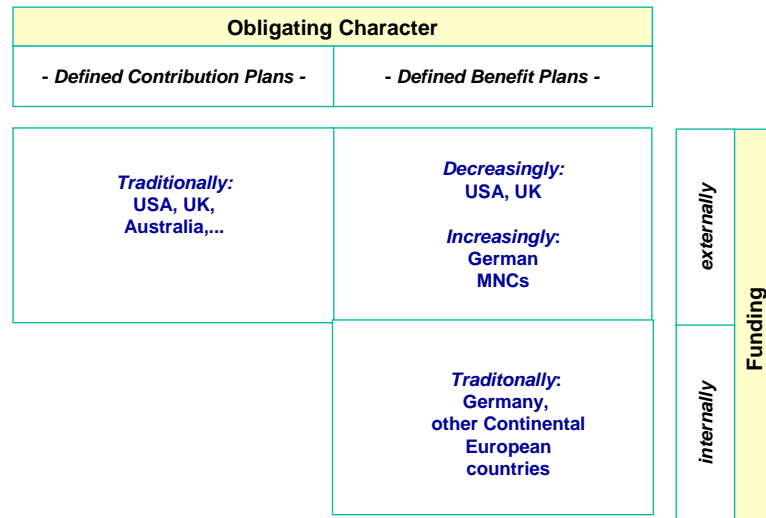 Obligating Character
- Defined Contribution Plans -
- Defined Benefit Plans -
Traditionally:
USA, UK,
Australia,...
Decreasingly:
USA, UK
Increasingly:
German
MNCs
externally
Funding
Traditonally:
Germany,
other Continental
European
countries
internally